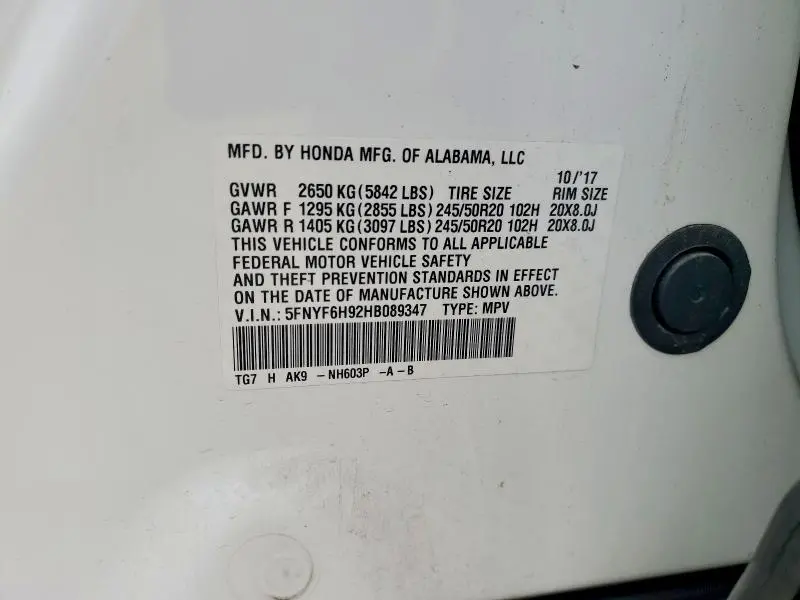 MFD. BY HONDA MFG. OF ALABAMA, LLC
10/'17
GVWR 2650 KG (5842 LBS) TIRE SIZE RIM SIZE
GAWR F 1295 KG (2855 LBS) 245/50R20 102H 20X8.0J
GAWR R 1405 KG (3097 LBS) 245/50R20 102H 20X8.0J
THIS VEHICLE CONFORMS TO ALL APPLICABLE
FEDERAL MOTOR VEHICLE SAFETY
AND THEFT PREVENTION STANDARDS IN EFFECT
ON THE DATE OF MANUFACTURE SHOWN ABOVE.
V.I.N.: 5FNYF6H92HB089347 TYPE: MPV
TG7 H AK9 -NH603P -A-B